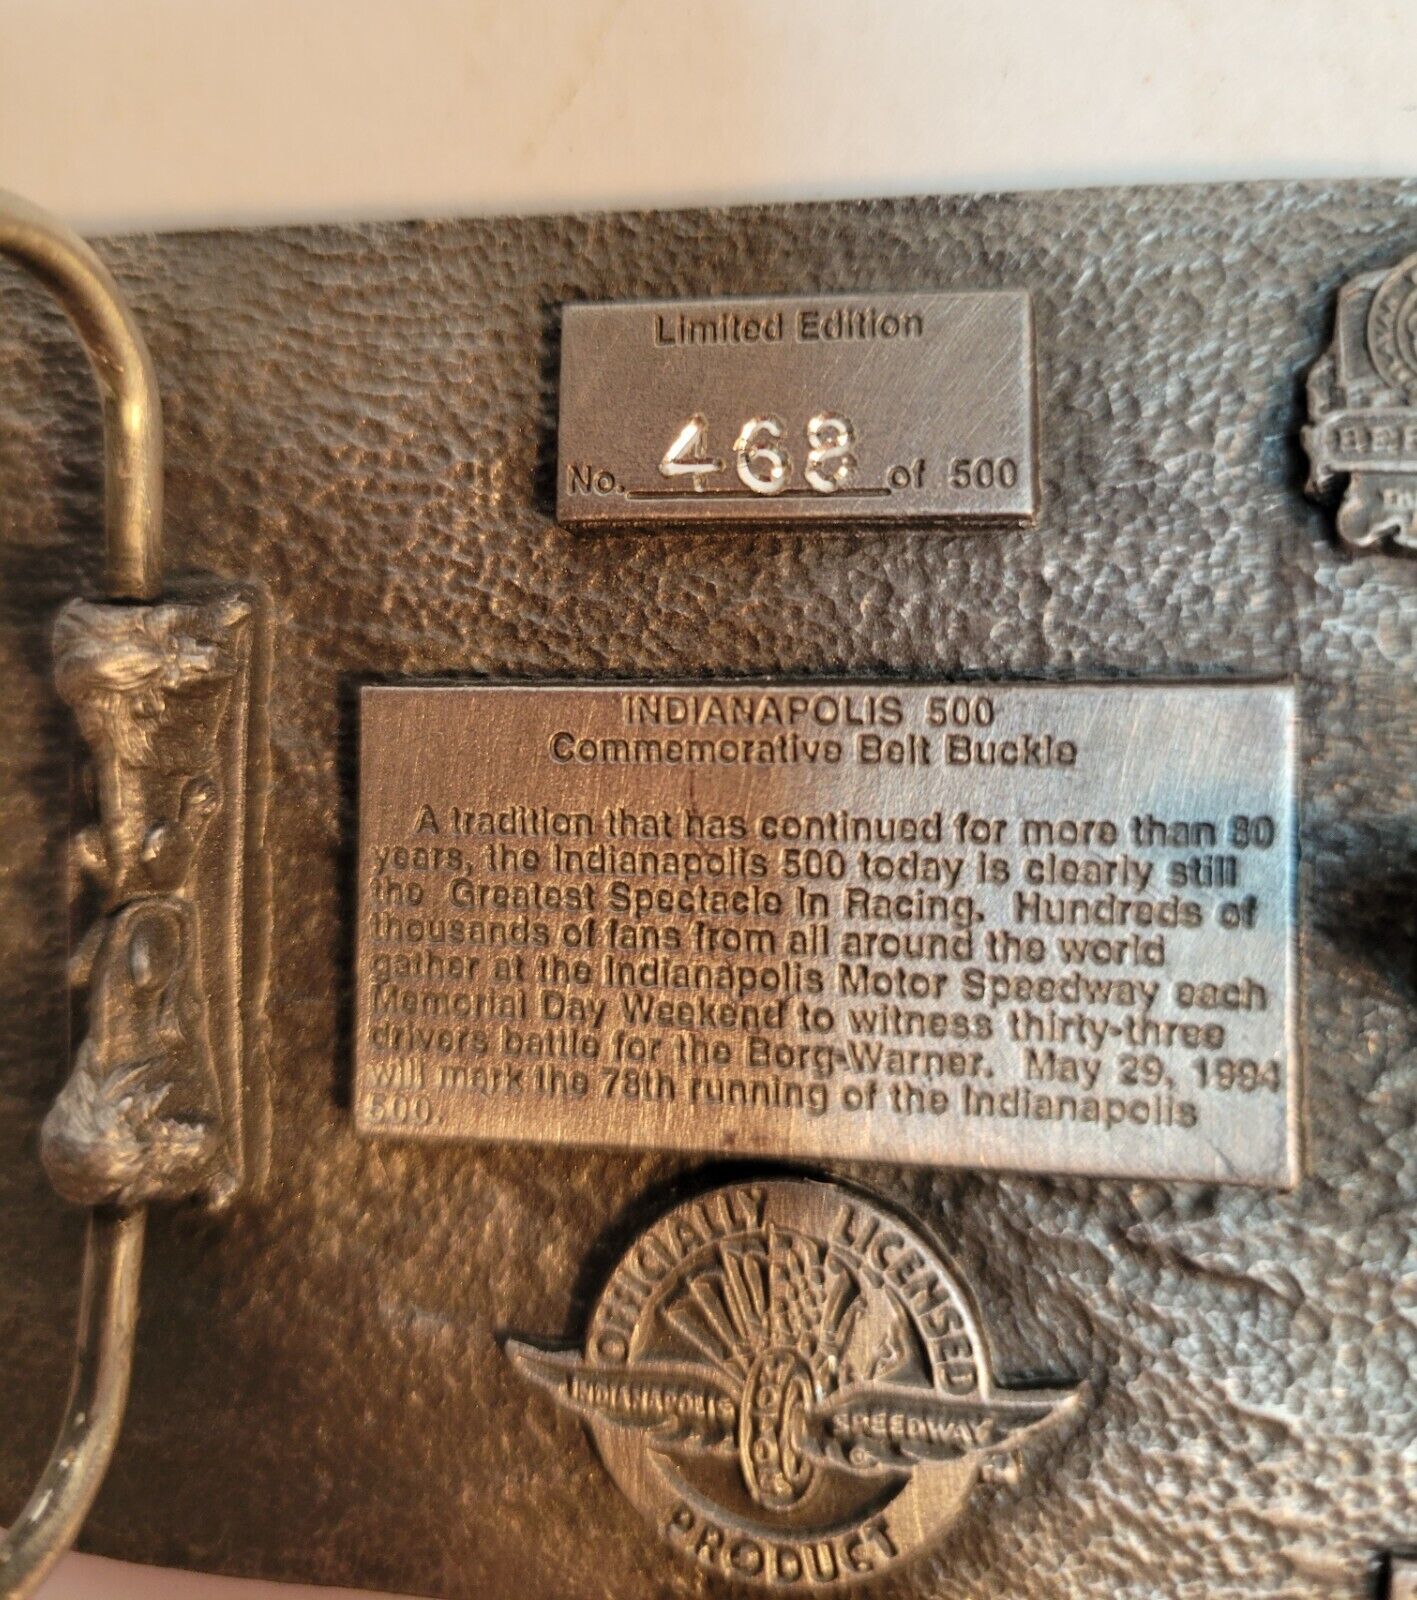 Limited Edition
No. 468 of 500
INDIANAPOLIS 500
Commemorative Belt Buckle
A tradition that has continued for more than 80
years, the Indianapolis 500 today is clearly still
the Greatest Spectacle In Racing. Hundreds of
thousands of fans from all around the world
gather at the Indianapolis Motor Speedway each
Memorial Day Weekend to witness thirty-three
drivers battle for the Borg-Warner. May 29, 1994
will mark the 78th running of the Indianapolis
500.
OFFICIALLY LICENSED
INDIANAPOLIS MOTOR SPEEDWAY
PRODUCT